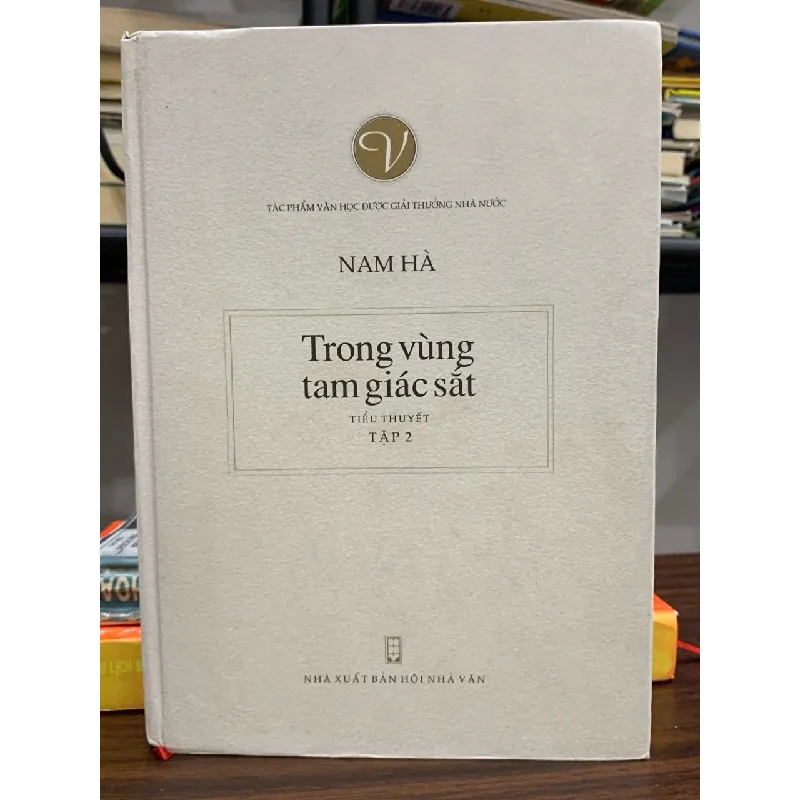 V
TÁC PHẨM VĂN HỌC ĐƯỢC GIẢI THƯỞNG NHÀ NƯỚC
NAM HÀ
Trong vùng
tam giác sắt
TIỂU THUYẾT
TẬP 2
NHÀ XUẤT BẢN HỘI NHÀ VĂN